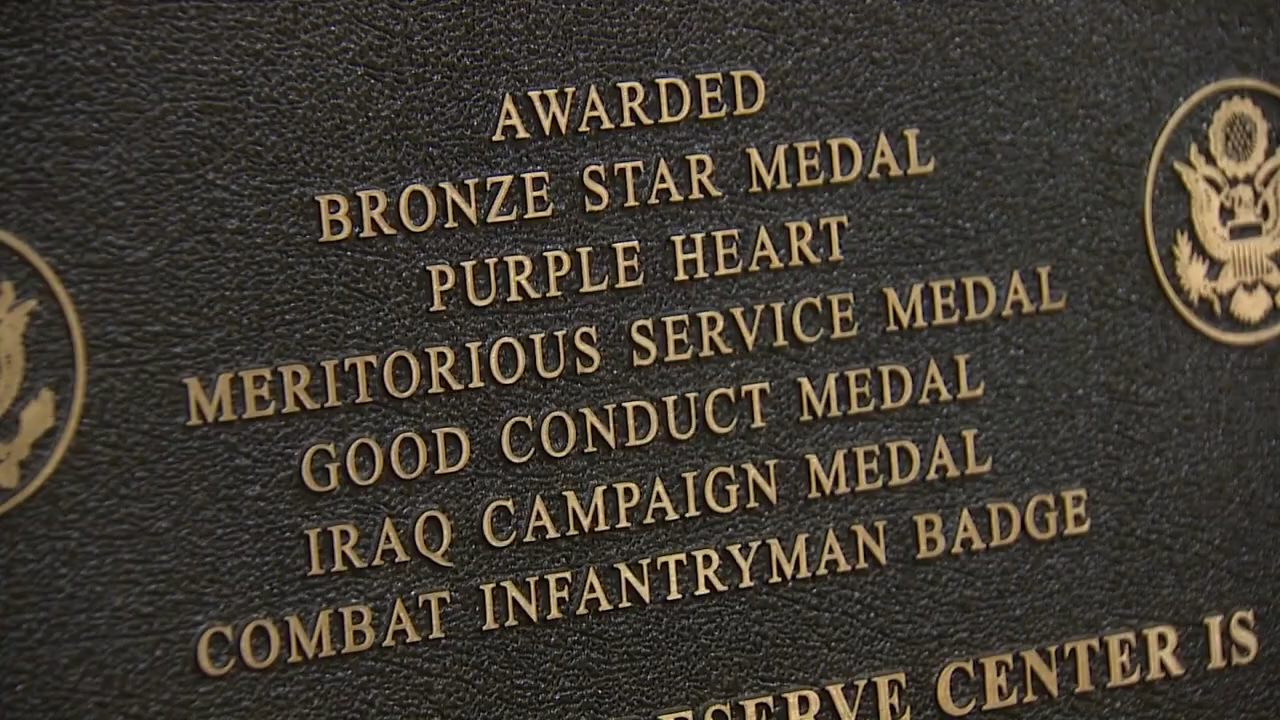 AWARDED
BRONZE STAR MEDAL
PURPLE HEART
MERITORIOUS SERVICE MEDAL
GOOD CONDUCT MEDAL
IRAQ CAMPAIGN MEDAL
COMBAT INFANTRYMAN BADGE
CENTER IS